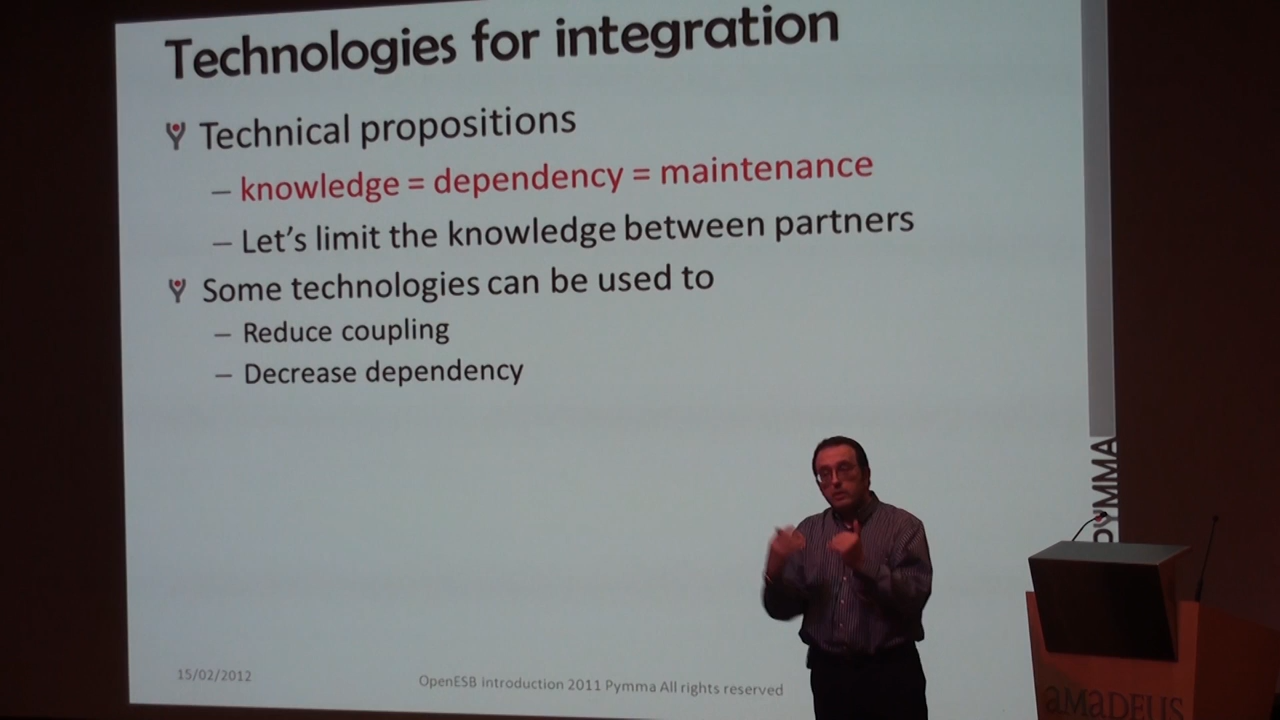 Technologies for integration
Technical propositions
– knowledge = dependency = maintenance
– Let's limit the knowledge between partners
Some technologies can be used to
– Reduce coupling
– Decrease dependency
PYMMA
15/02/2012
OpenESB introduction 2011 Pymma All rights reserved
aMaDEUS